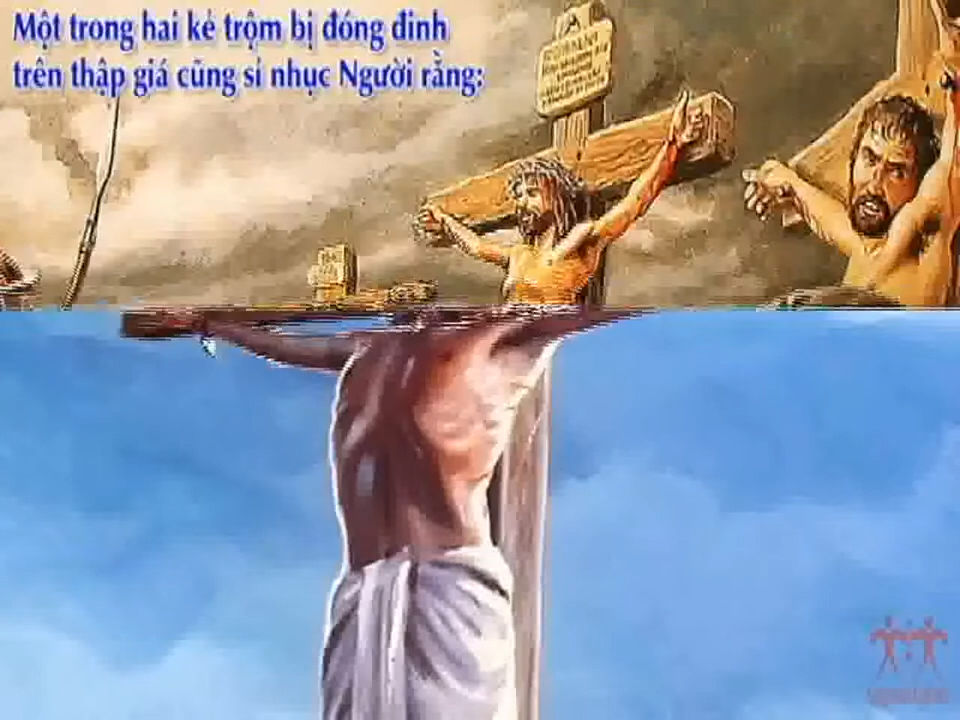 Một trong hai kẻ trộm bị đóng đinh
trên thập giá cũng sỉ nhục Người rằng: